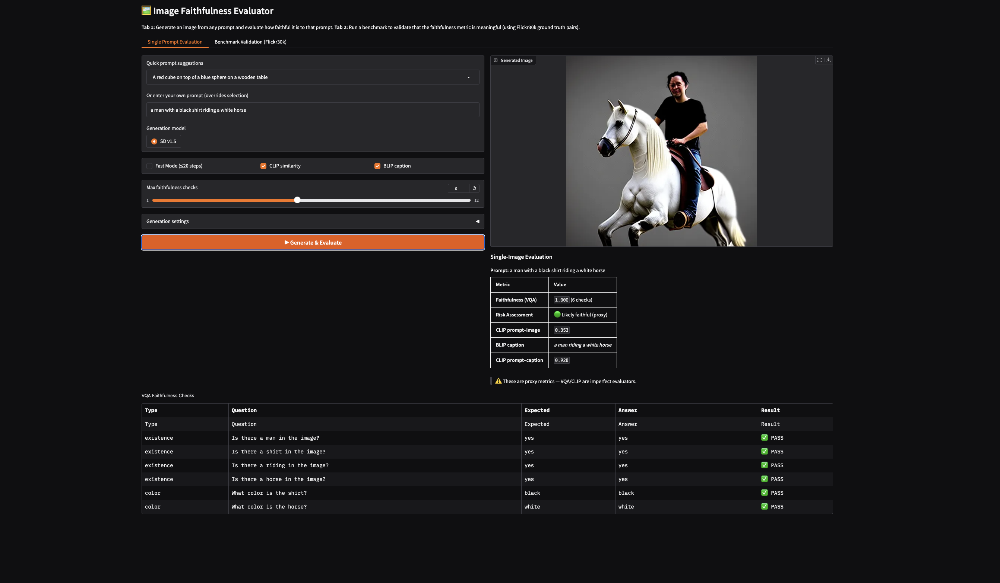 🖼️ Image Faithfulness Evaluator
Tab 1: Generate an image from any prompt and evaluate how faithful it is to that prompt. Tab 2: Run a benchmark to validate that the faithfulness metric is meaningful (using Flickr30k ground truth pairs).
Single Prompt Evaluation Benchmark Validation (Flickr30k)
Quick prompt suggestions
A red cube on top of a blue sphere on a wooden table
Or enter your own prompt (overrides selection)
a man with a black shirt riding a white horse
Generation model
SD v1.5
Fast Mode (≤20 steps) CLIP similarity BLIP caption
Max faithfulness checks 6
1 12
Generation settings
▶ Generate & Evaluate
Generated Image
Single-Image Evaluation
Prompt: a man with a black shirt riding a white horse
Metric Value
Faithfulness (VQA) 1.000 (6 checks)
Risk Assessment 🟢 Likely faithful (proxy)
CLIP prompt–image 0.353
BLIP caption a man riding a white horse
CLIP prompt–caption 0.928
⚠️ These are proxy metrics — VQA/CLIP are imperfect evaluators.
VQA Faithfulness Checks
Type Question Expected Answer Result
Type Question Expected Answer Result
existence Is there a man in the image? yes yes ✅ PASS
existence Is there a shirt in the image? yes yes ✅ PASS
existence Is there a riding in the image? yes yes ✅ PASS
existence Is there a horse in the image? yes yes ✅ PASS
color What color is the shirt? black black ✅ PASS
color What color is the horse? white white ✅ PASS